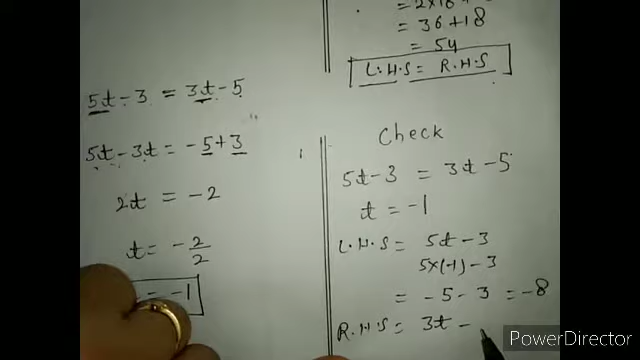 = 36 + 18
= 54
L.H.S = R.H.S
5t - 3 = 3t - 5
5t - 3t = -5 + 3
2t = -2
t = - 2/2
= -1
Check
5t - 3 = 3t - 5
t = -1
L.H.S = 5t - 3
5×(-1) - 3
= -5 - 3 = -8
R.H.S = 3t -
PowerDirector